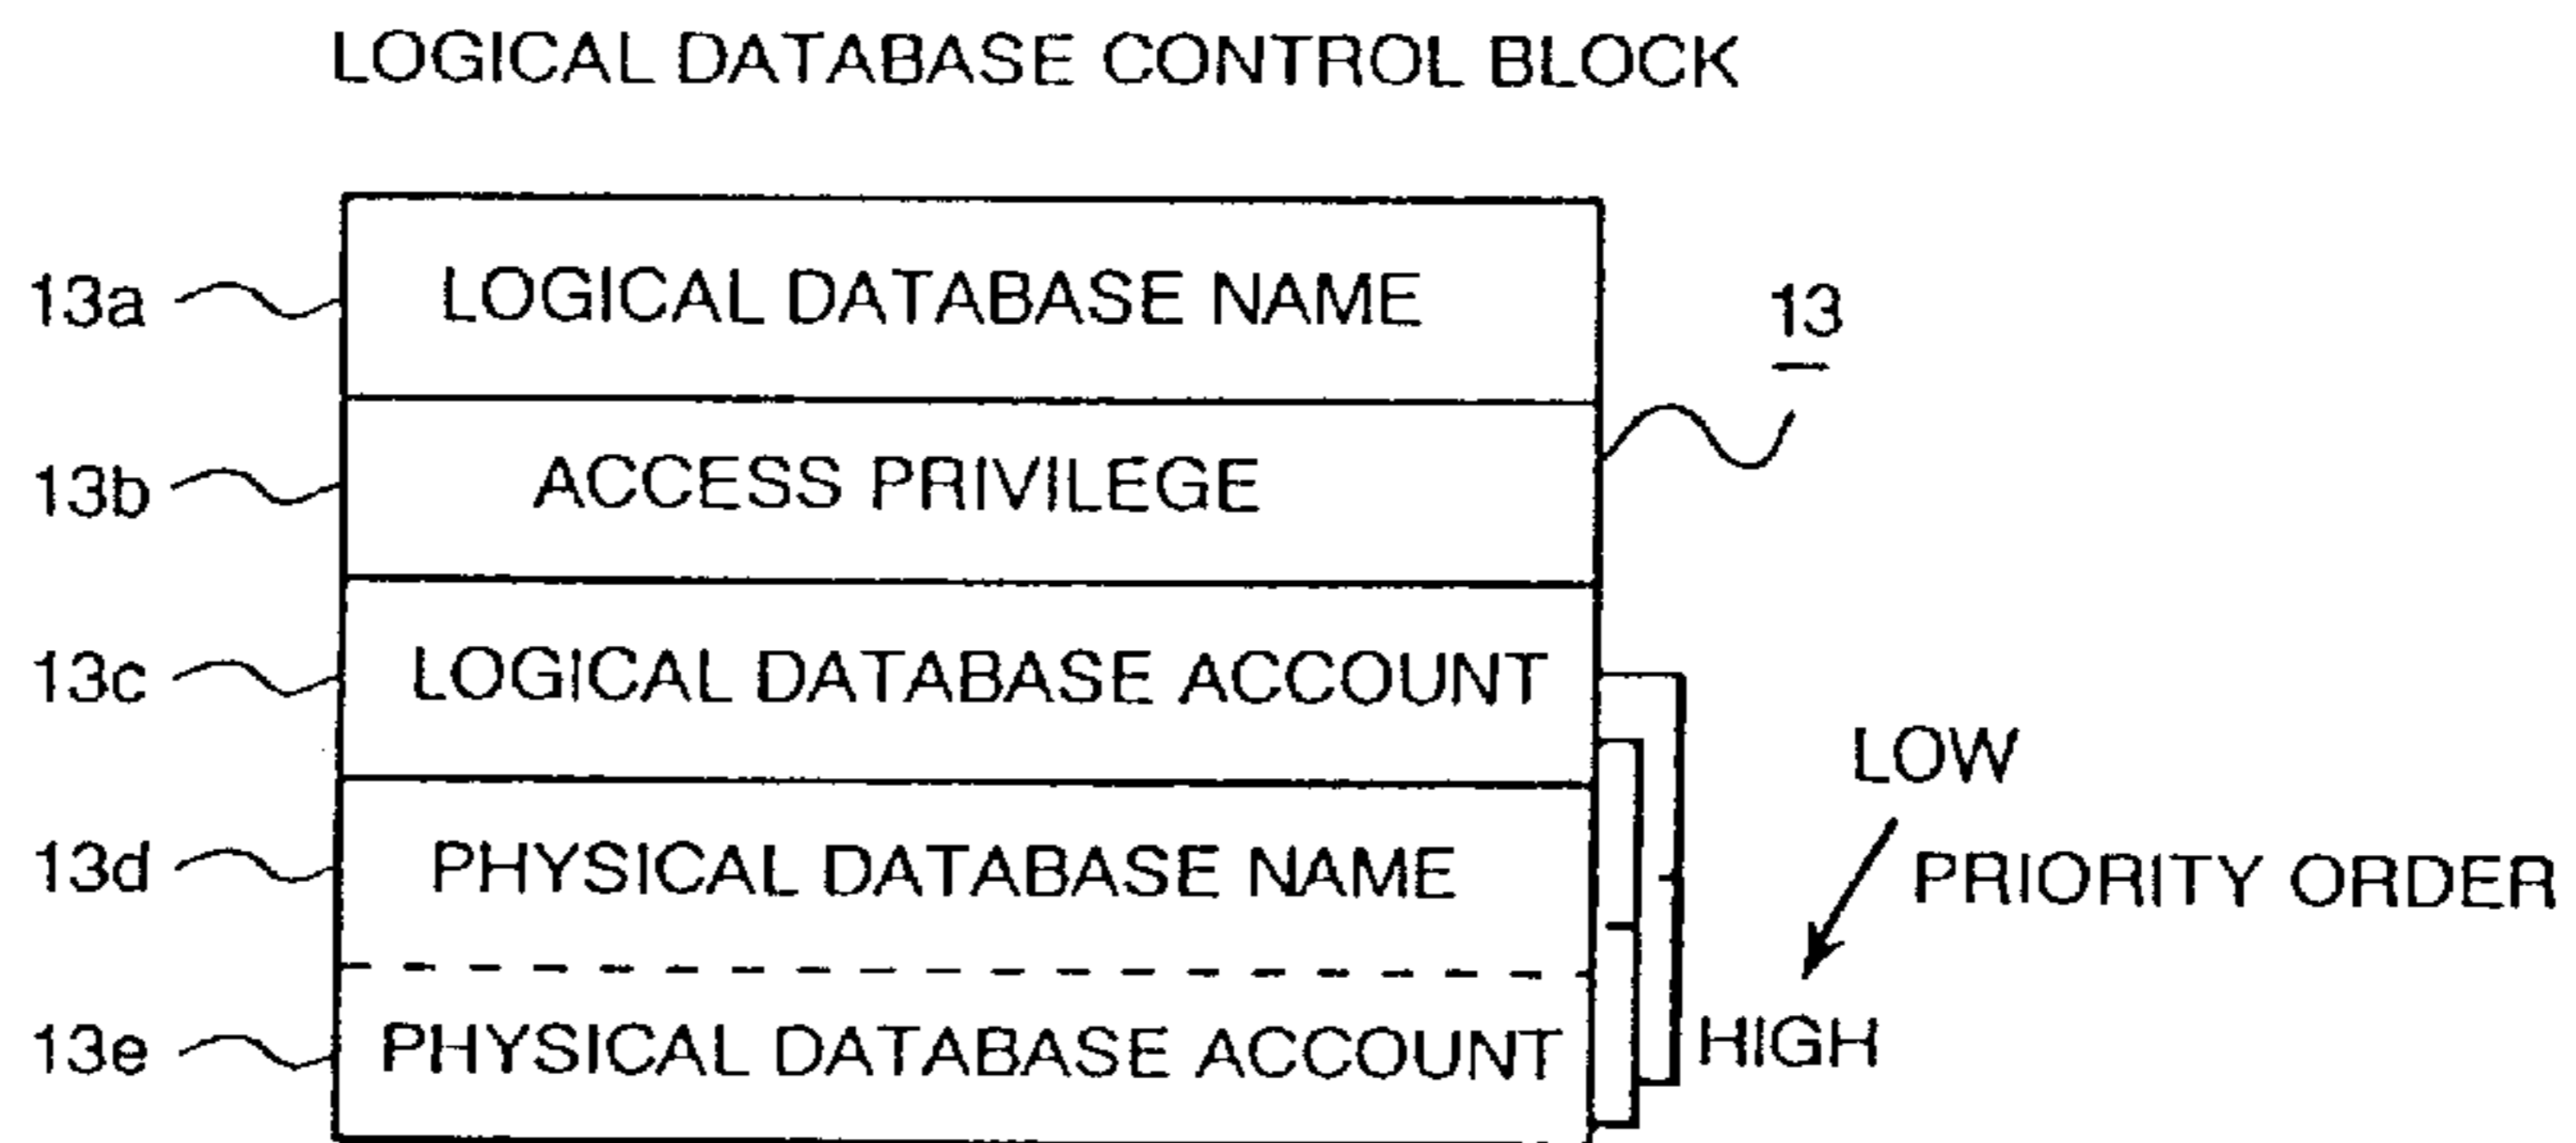 LOGICAL DATABASE CONTROL BLOCK
13a LOGICAL DATABASE NAME
13
13b ACCESS PRIVILEGE
13c LOGICAL DATABASE ACCOUNT
LOW
13d PHYSICAL DATABASE NAME
PRIORITY ORDER
13e PHYSICAL DATABASE ACCOUNT
HIGH